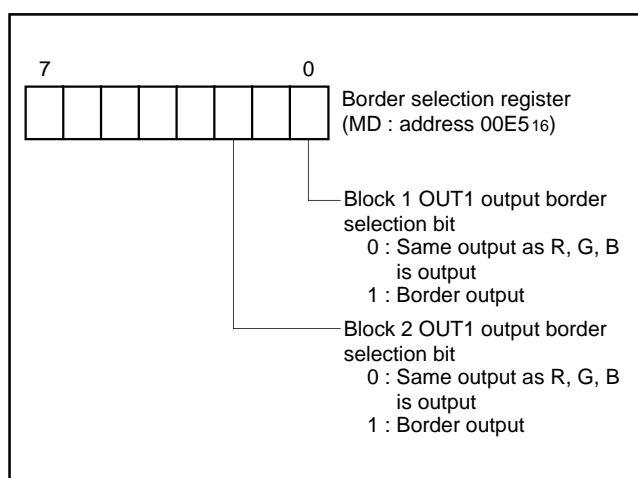 7 0
Border selection register
(MD : address 00E516)
Block 1 OUT1 output border
selection bit
0 : Same output as R, G, B
is output
1 : Border output
Block 2 OUT1 output border
selection bit
0 : Same output as R, G, B
is output
1 : Border output